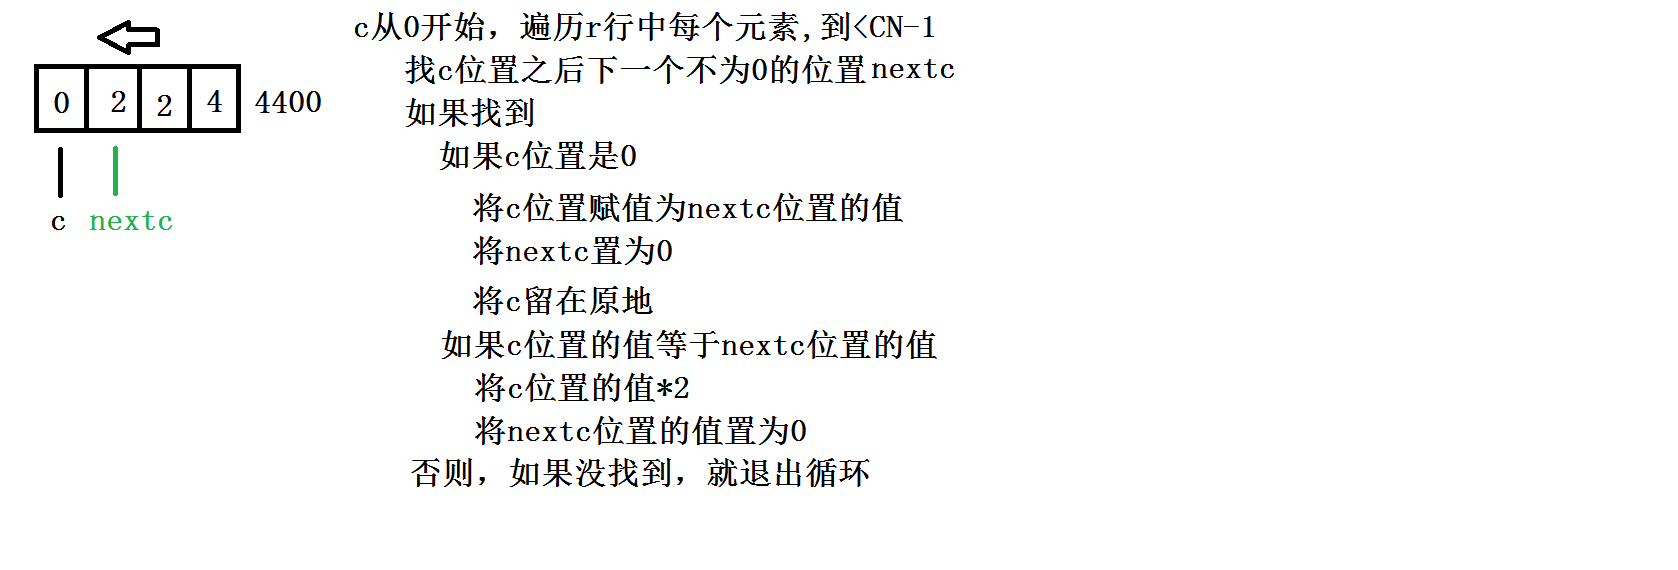 c从0开始，遍历r行中每个元素,到<CN-1
找c位置之后下一个不为0的位置nextc
0 2 2 4 4400
如果找到
如果c位置是0
将c位置赋值为nextc位置的值
c nextc
将nextc置为0
将c留在原地
如果c位置的值等于nextc位置的值
将c位置的值*2
将nextc位置的值置为0
否则，如果没找到，就退出循环